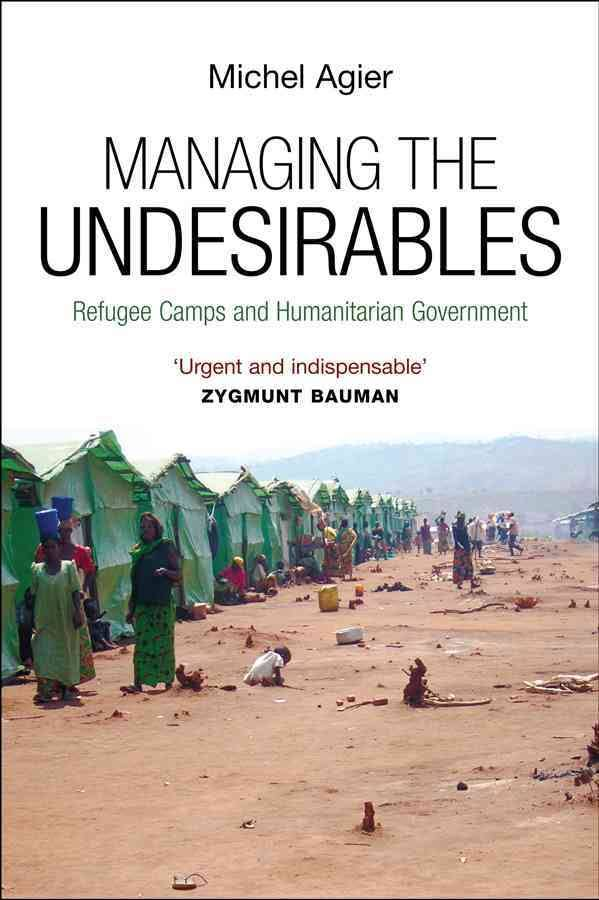 Michel Agier
MANAGING THE
UNDESIRABLES
Refugee Camps and Humanitarian Government
‘Urgent and indispensable’
ZYGMUNT BAUMAN